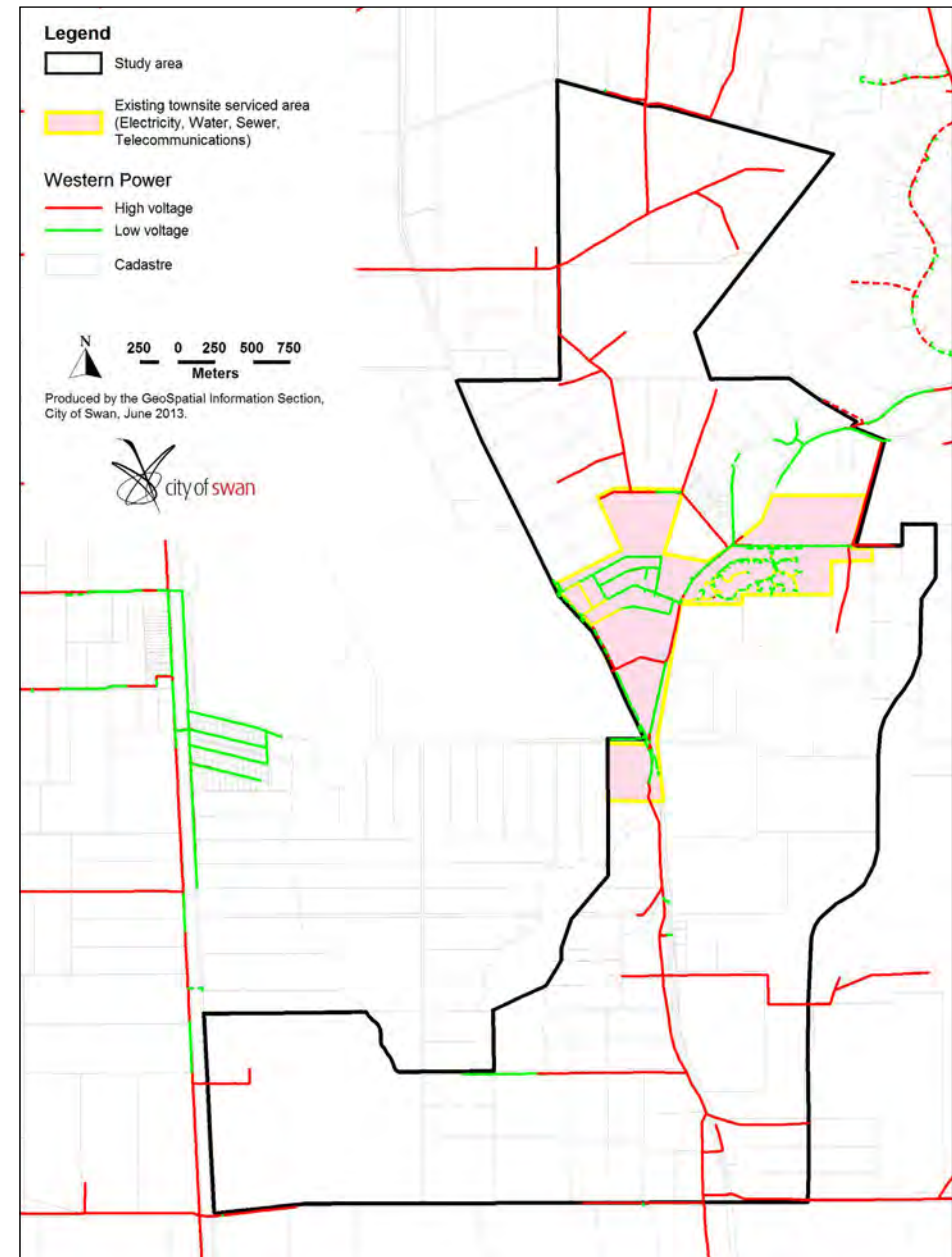 Legend
Study area
Existing townsite serviced area
(Electricity, Water, Sewer,
Telecommunications)
Western Power
High voltage
Low voltage
Cadastre
N
250 0 250 500 750
Meters
Produced by the GeoSpatial Information Section,
City of Swan, June 2013.
city of swan